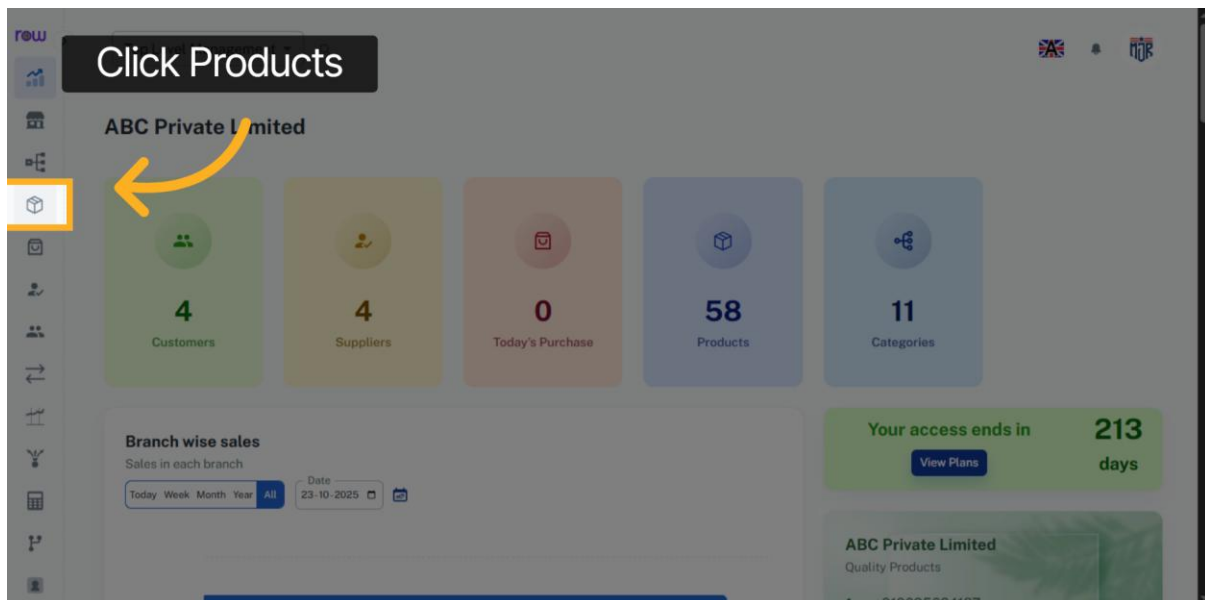 row
Click Products
ABC Private Limited
4
Customers
4
Suppliers
0
Today's Purchase
58
Products
11
Categories
Branch wise sales
Sales in each branch
Today Week Month Year All
Date
23-10-2025
Your access ends in
213
View Plans
days
ABC Private Limited
Quality Products